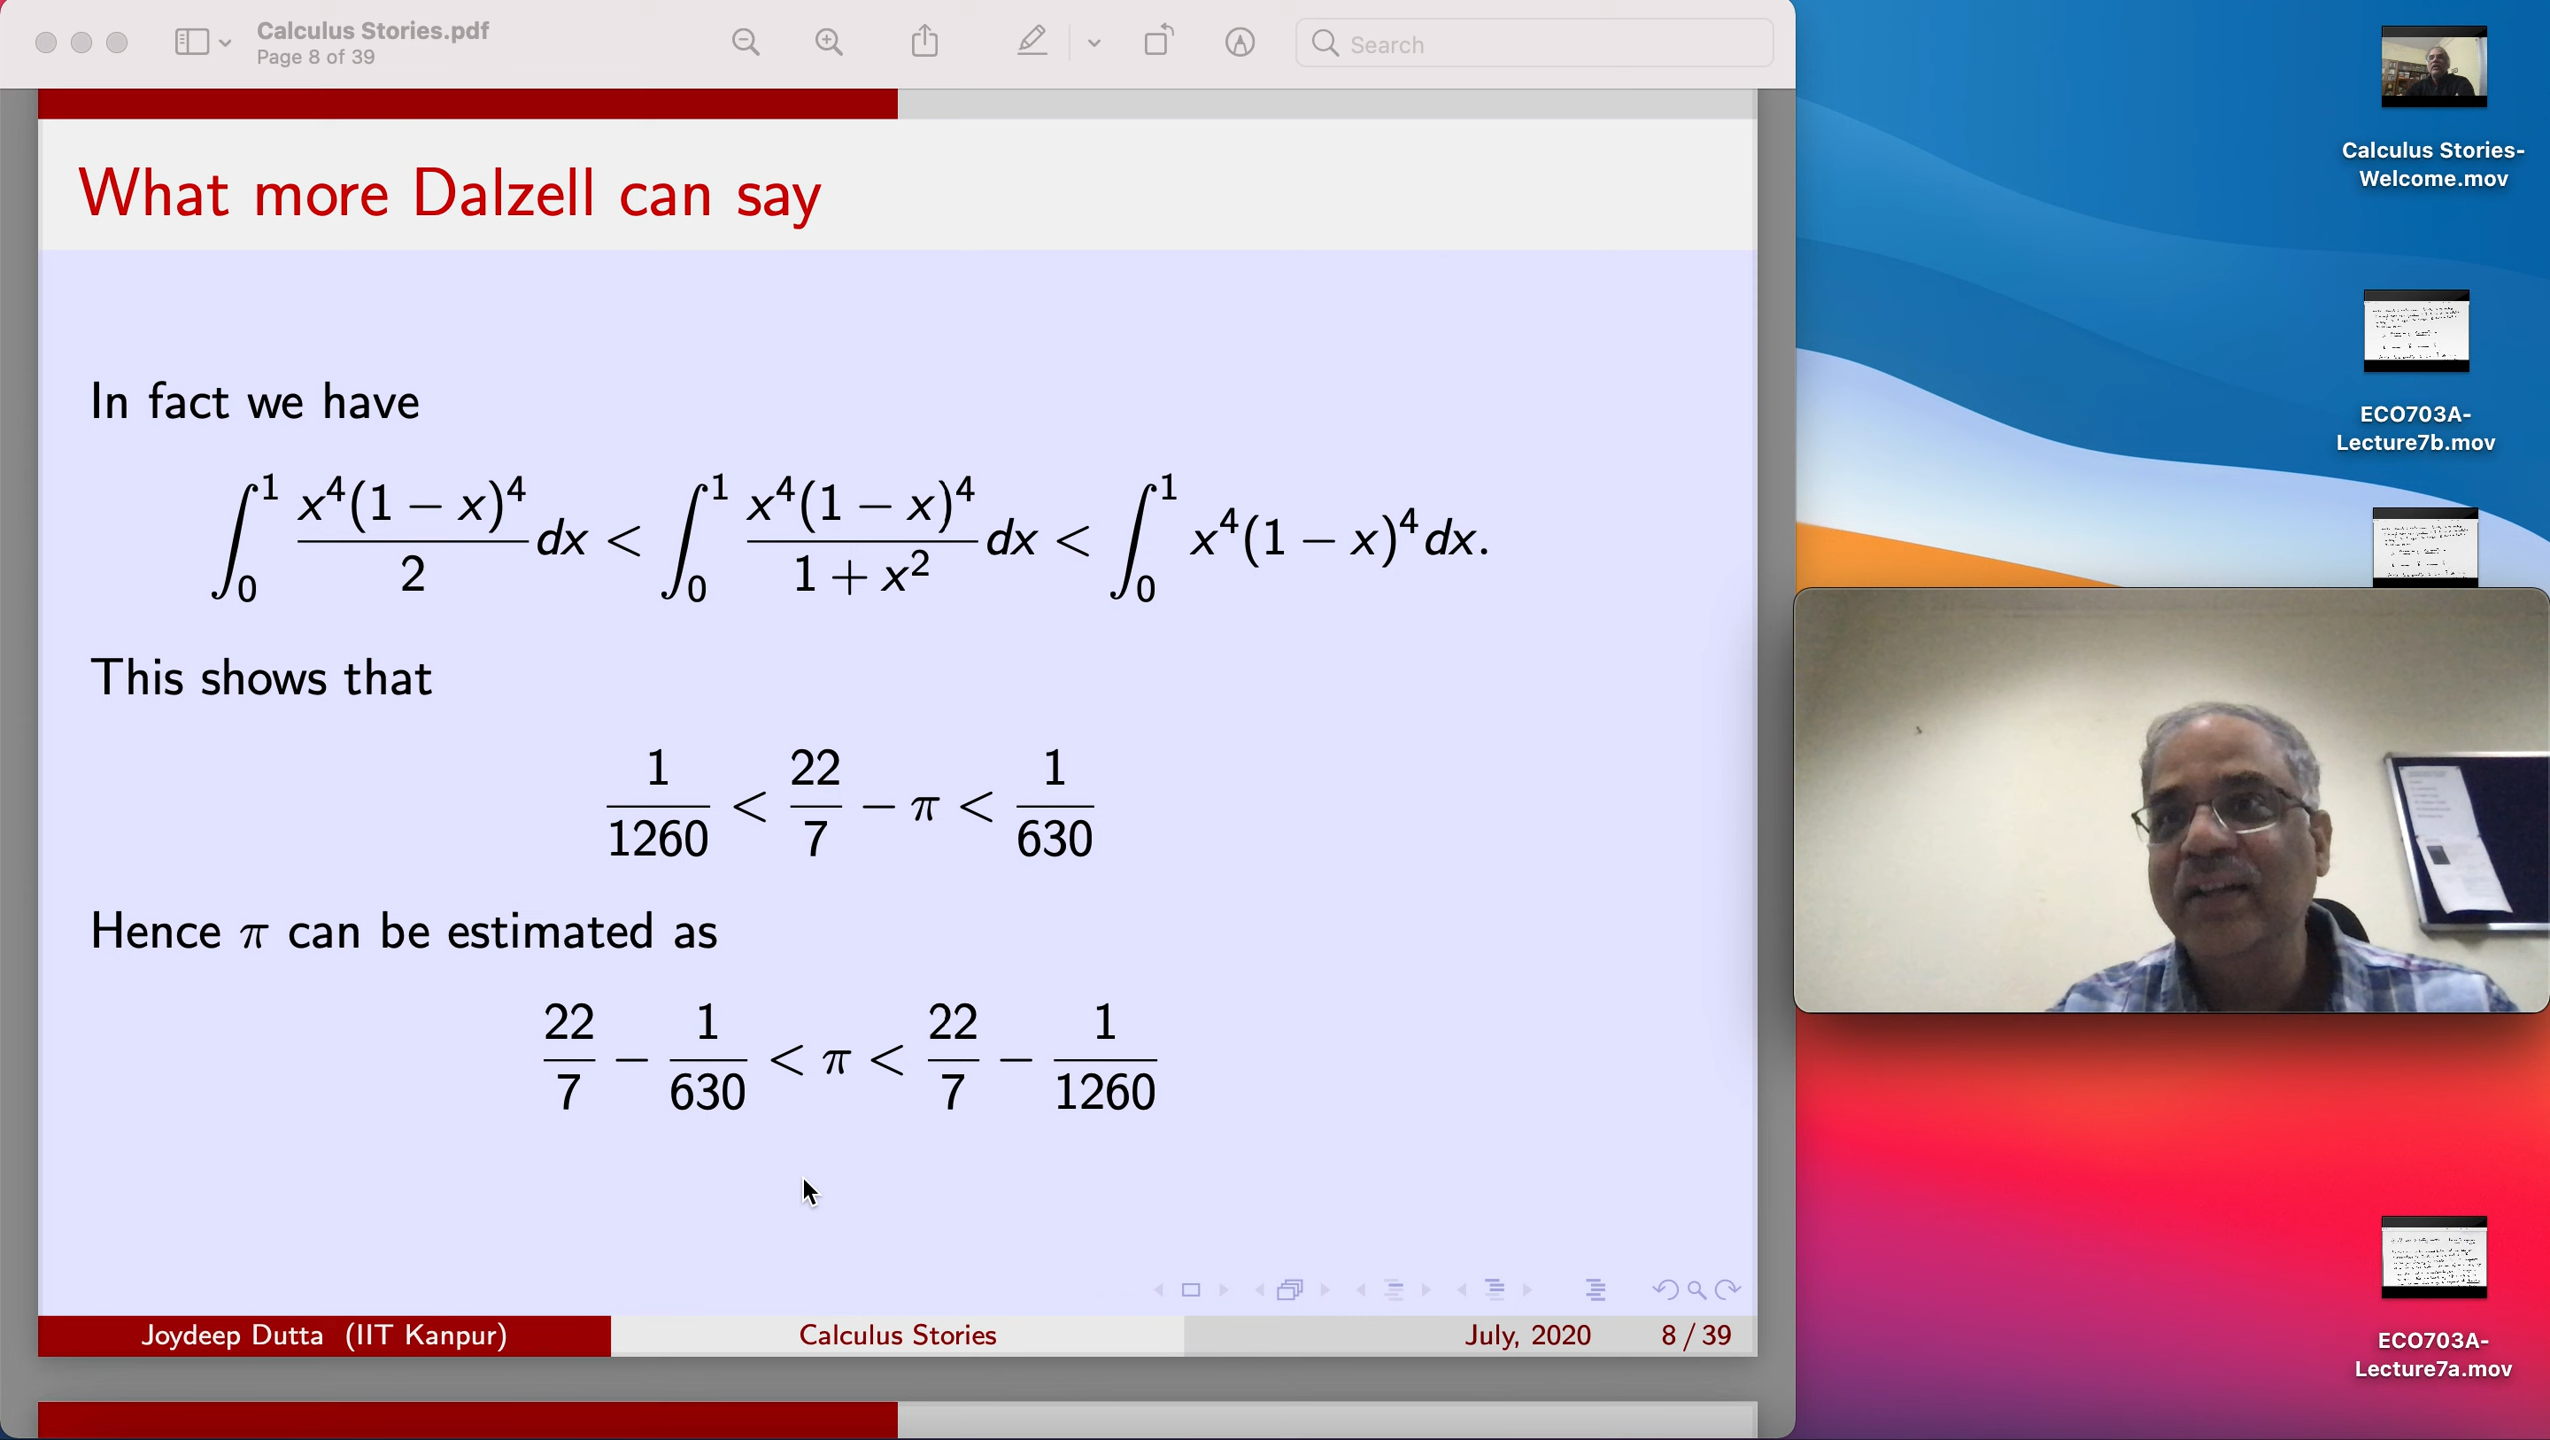 Calculus Stories.pdf
Page 8 of 39
Search
What more Dalzell can say
In fact we have
∫₀¹ x⁴(1 − x)⁴/2 dx < ∫₀¹ x⁴(1 − x)⁴/(1 + x²) dx < ∫₀¹ x⁴(1 − x)⁴dx.
This shows that
1/1260 < 22/7 − π < 1/630
Hence π can be estimated as
22/7 − 1/630 < π < 22/7 − 1/1260
Joydeep Dutta (IIT Kanpur)
Calculus Stories
July, 2020
8 / 39
Calculus Stories-
Welcome.mov
ECO703A-
Lecture7b.mov
ECO703A-
Lecture7a.mov